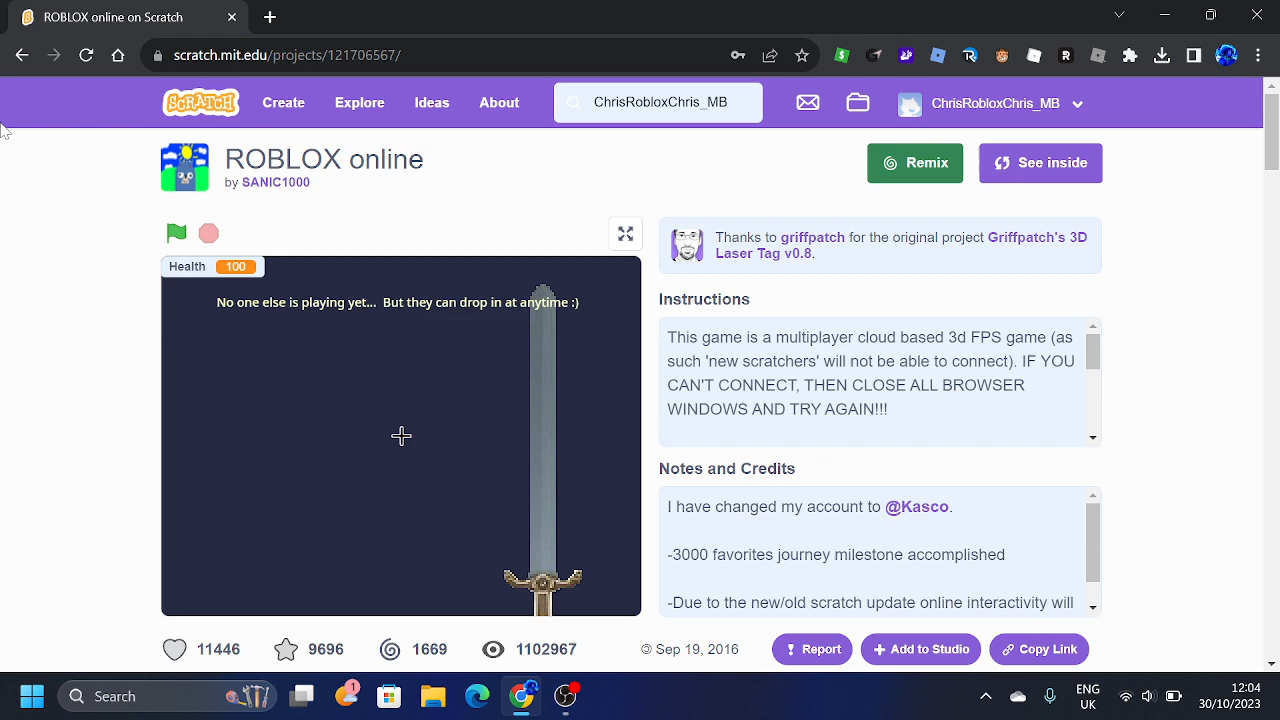 ROBLOX online on Scratch
scratch.mit.edu/projects/121706567/
SCRATCH
Create
Explore
Ideas
About
ChrisRobloxChris_MB
ChrisRobloxChris_MB
ROBLOX online
by SANIC1000
Remix
See inside
Thanks to griffpatch for the original project Griffpatch's 3D
Laser Tag v0.8.
Health 100
No one else is playing yet... But they can drop in at anytime :)
Instructions
This game is a multiplayer cloud based 3d FPS game (as
such 'new scratchers' will not be able to connect). IF YOU
CAN'T CONNECT, THEN CLOSE ALL BROWSER
WINDOWS AND TRY AGAIN!!!
Notes and Credits
I have changed my account to @Kasco.
-3000 favorites journey milestone accomplished
-Due to the new/old scratch update online interactivity will
11446
9696
1669
1102967
© Sep 19, 2016
Report
Add to Studio
Copy Link
Search
1
ENG
UK
12:04
30/10/2023